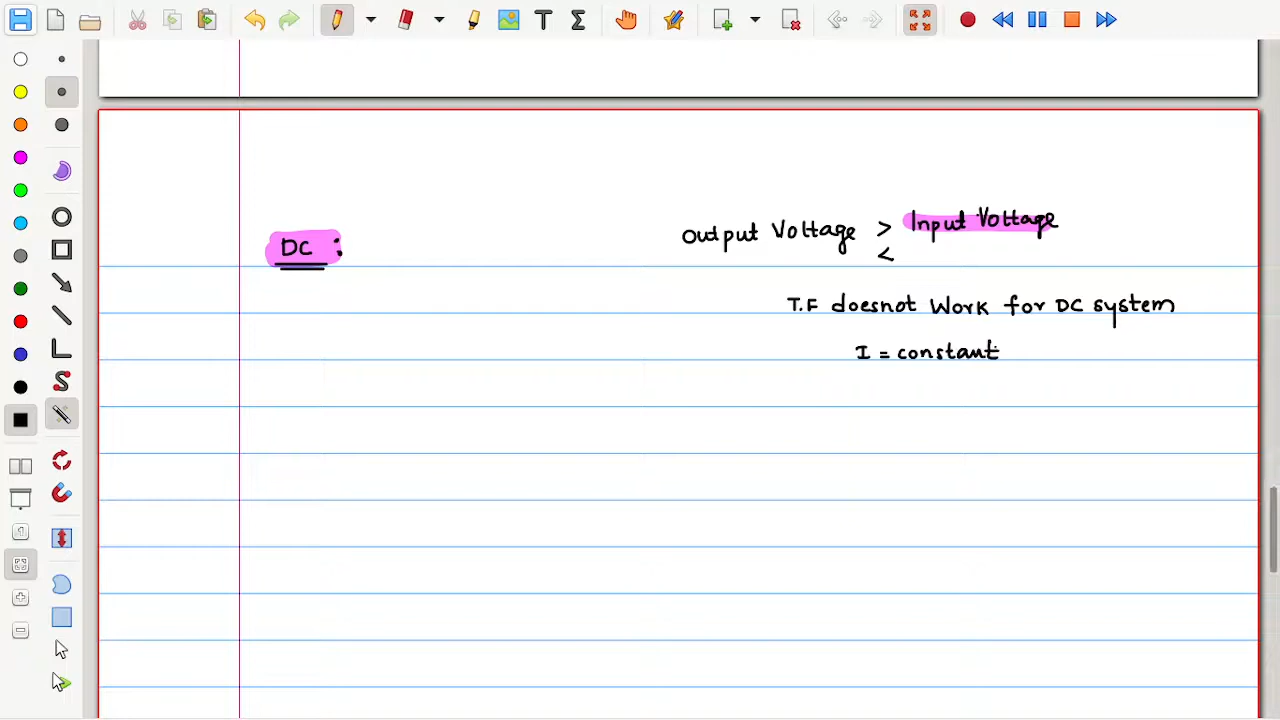 DC :
Output Voltage > Input Voltage
<
T.F doesnot Work for DC system
I = constant